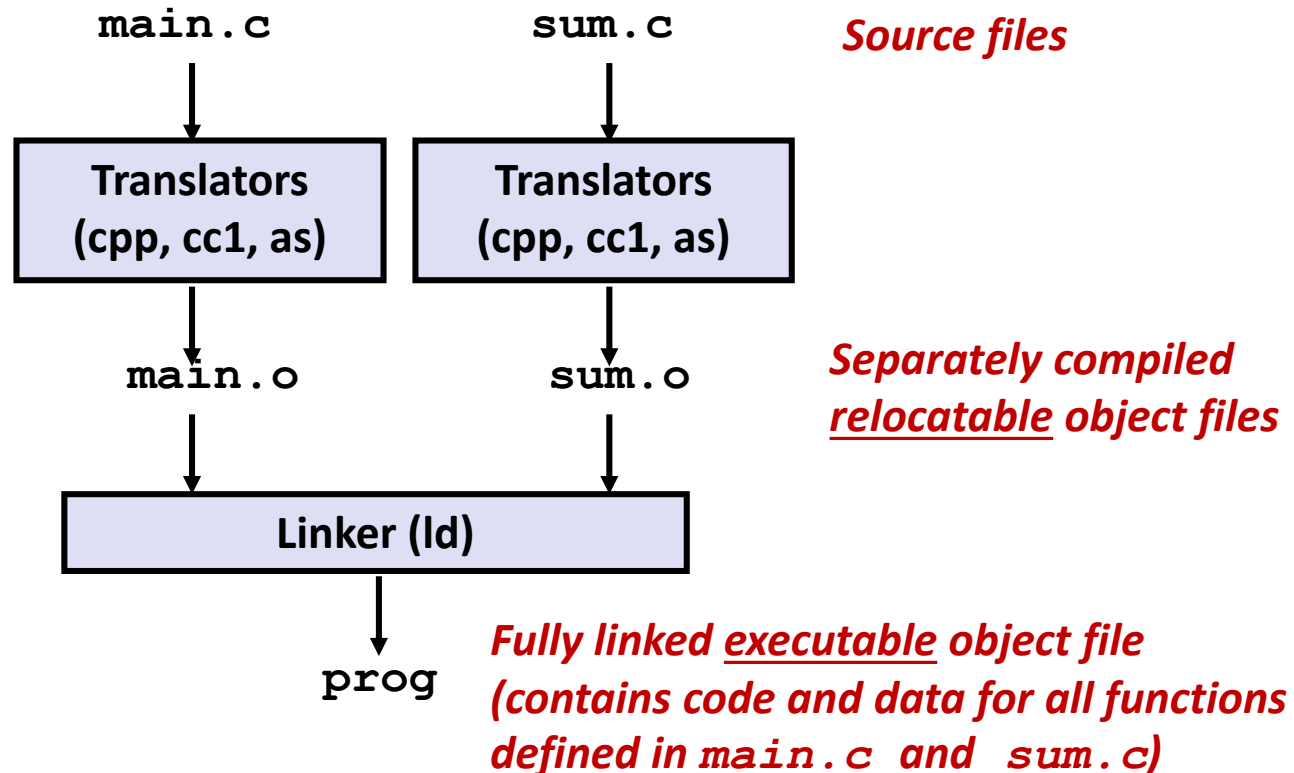 main.c sum.c Source files
Translators
(cpp, cc1, as)
Translators
(cpp, cc1, as)
main.o sum.o
Separately compiled
relocatable object files
Linker (ld)
prog
Fully linked executable object file
(contains code and data for all functions
defined in main.c and sum.c)